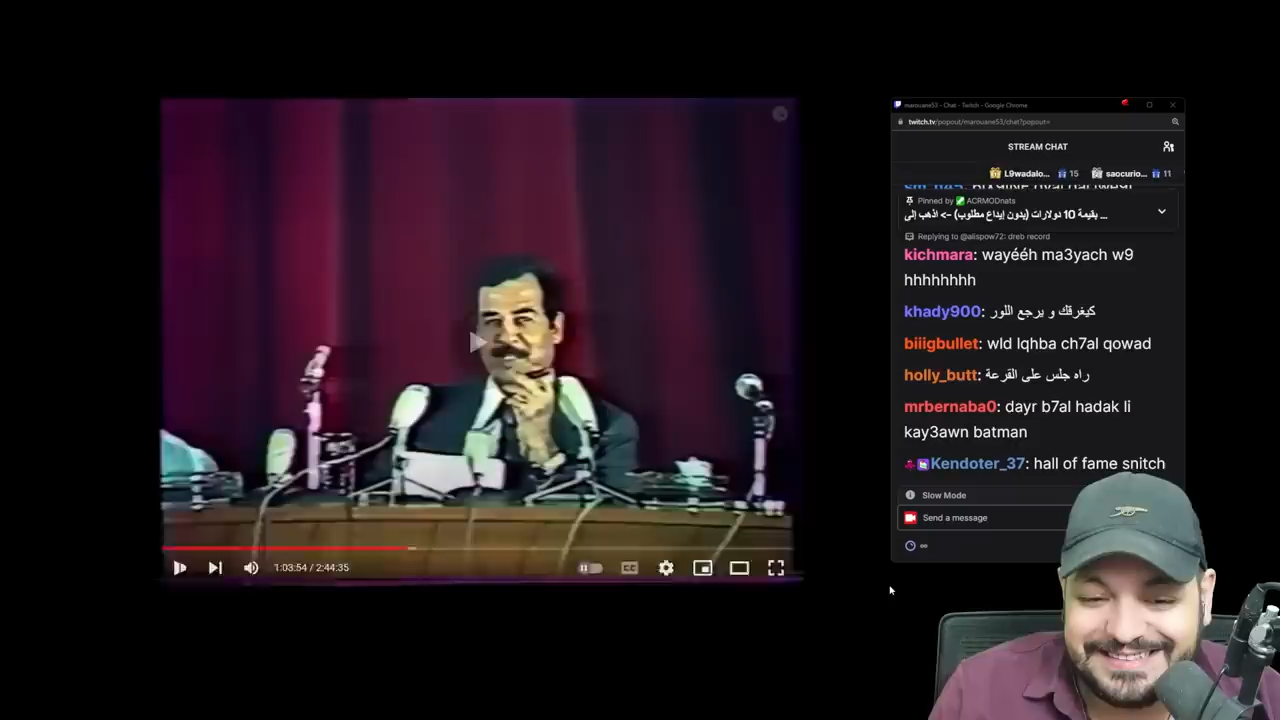 marouane53 - Chat - Twitch - Google Chrome
twitch.tv/popout/marouane53/chat?popout=
STREAM CHAT
L9wadalo... 15 saocurio... 11
Pinned by ACRMODnats
بقيمة 10 دولارات (بدون إيداع مطلوب) -> اذهب إلى ...
Replying to @alispow72: dreb record
kichmara: wayééh ma3yach w9
hhhhhhhh
khady900: كيغرقك و يرجع اللور
biiigbullet: wld lqhba ch7al qowad
holly_butt: راه جلس على القرعة
mrbernaba0: dayr b7al hadak li
kay3awn batman
Kendoter_37: hall of fame snitch
Slow Mode
Send a message
1:03:54 / 2:44:35
CC